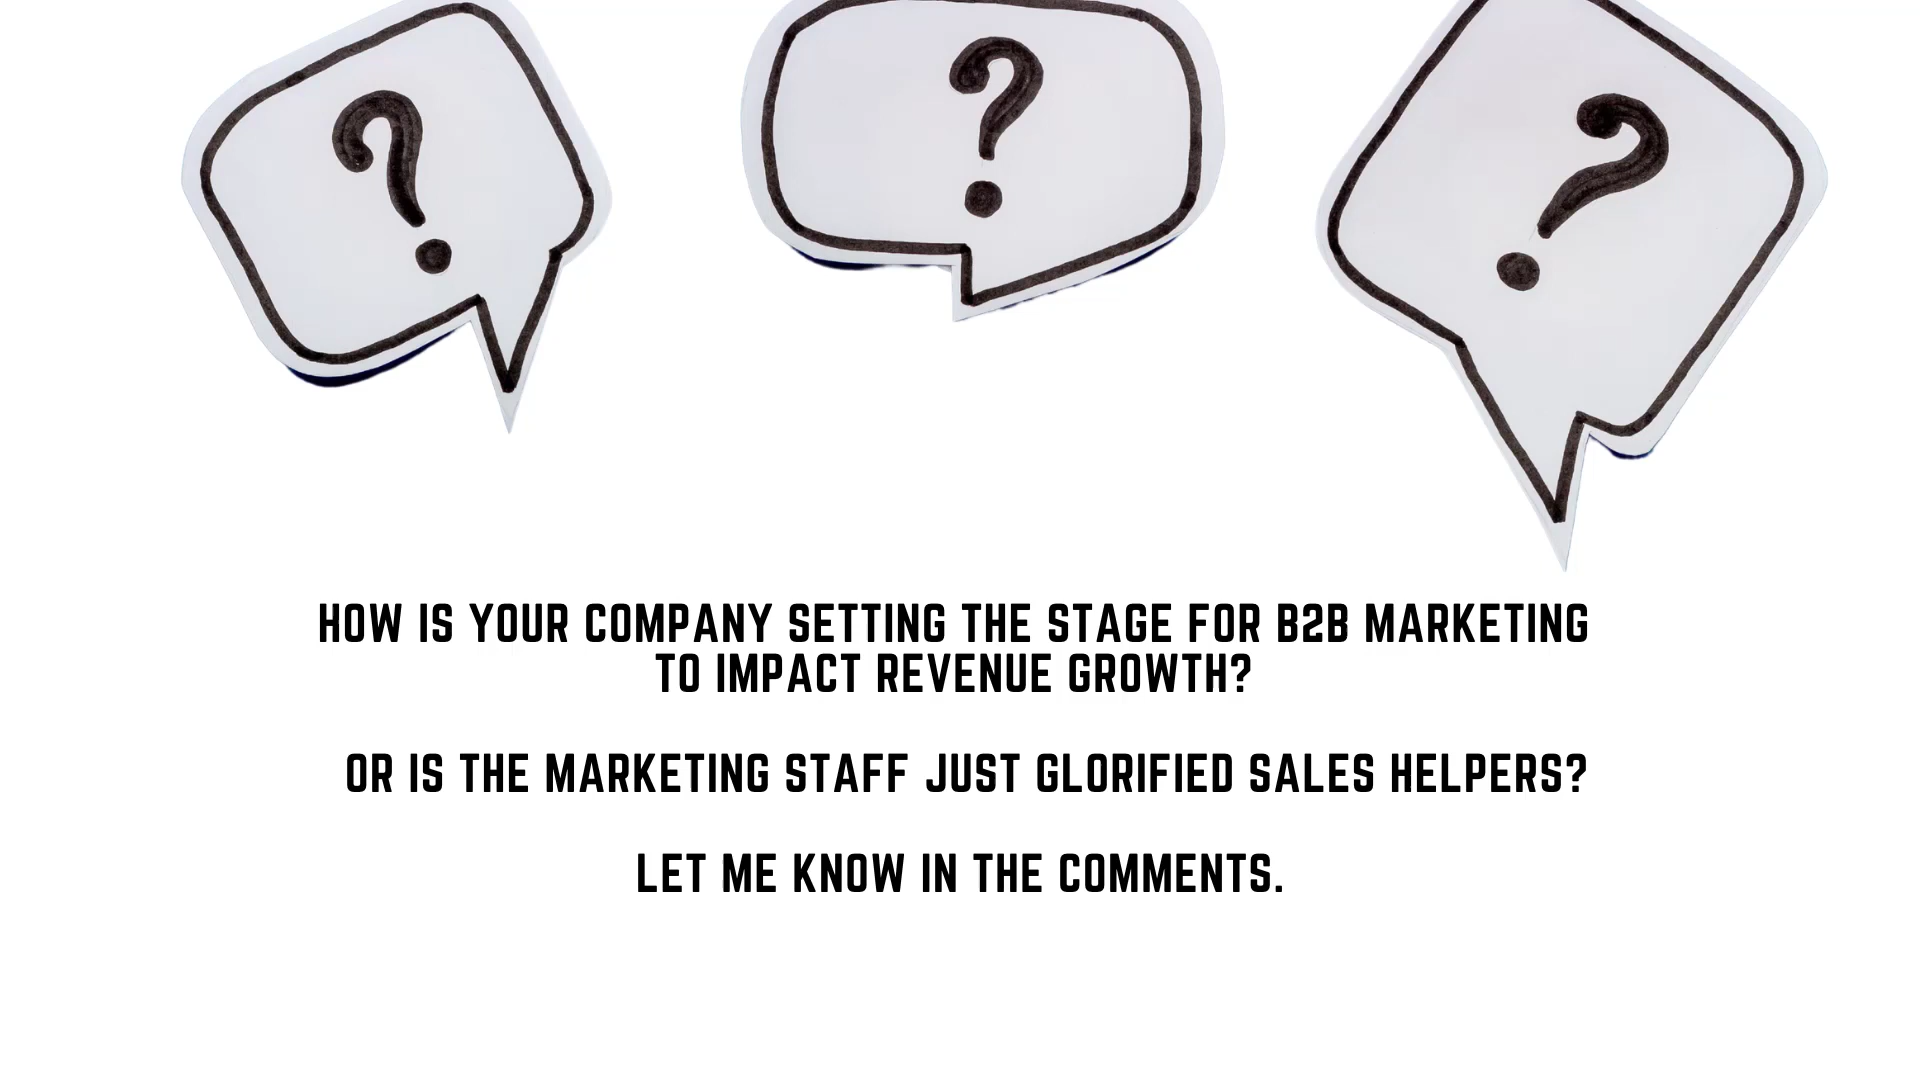 ?
?
?
HOW IS YOUR COMPANY SETTING THE STAGE FOR B2B MARKETING
TO IMPACT REVENUE GROWTH?
OR IS THE MARKETING STAFF JUST GLORIFIED SALES HELPERS?
LET ME KNOW IN THE COMMENTS.